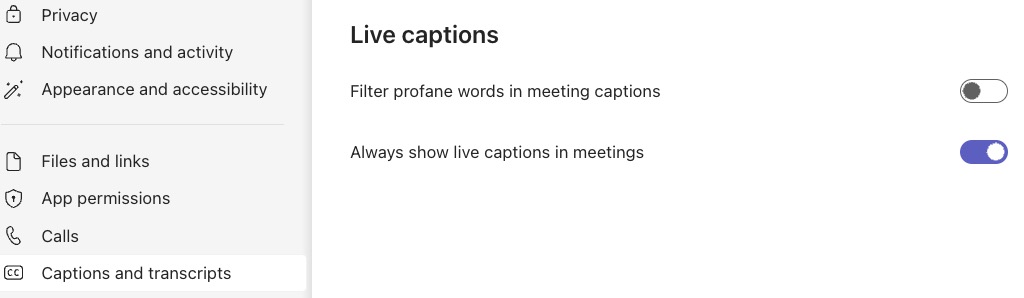 Privacy
Notifications and activity
Appearance and accessibility
Files and links
App permissions
Calls
CC Captions and transcripts
Live captions
Filter profane words in meeting captions
Always show live captions in meetings